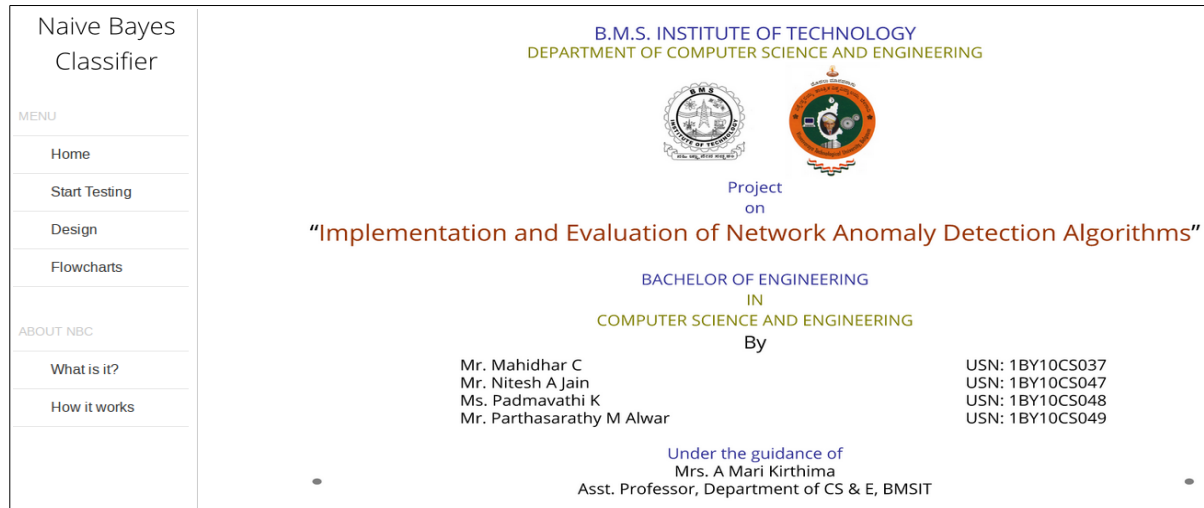 Naive Bayes
Classifier
MENU
Home
Start Testing
Design
Flowcharts
ABOUT NBC
What is it?
How it works
B.M.S. INSTITUTE OF TECHNOLOGY
DEPARTMENT OF COMPUTER SCIENCE AND ENGINEERING
B M S
INSTITUTE OF TECHNOLOGY
Project
on
“Implementation and Evaluation of Network Anomaly Detection Algorithms”
BACHELOR OF ENGINEERING
IN
COMPUTER SCIENCE AND ENGINEERING
By
Mr. Mahidhar C USN: 1BY10CS037
Mr. Nitesh A Jain USN: 1BY10CS047
Ms. Padmavathi K USN: 1BY10CS048
Mr. Parthasarathy M Alwar USN: 1BY10CS049
Under the guidance of
Mrs. A Mari Kirthima
Asst. Professor, Department of CS & E, BMSIT